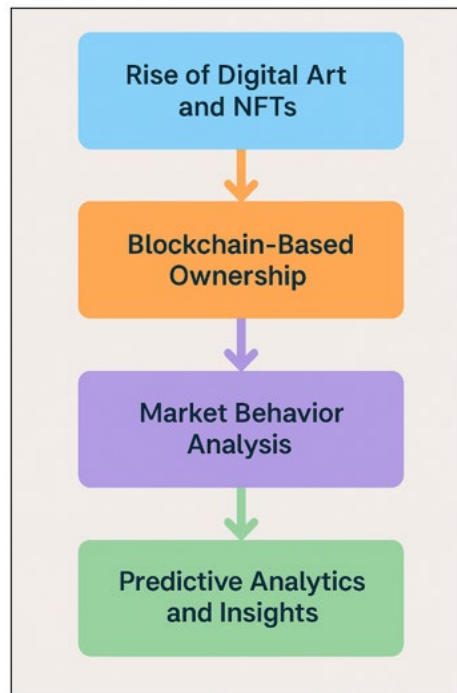 Rise of Digital Art
and NFTs
Blockchain-Based
Ownership
Market Behavior
Analysis
Predictive Analytics
and Insights